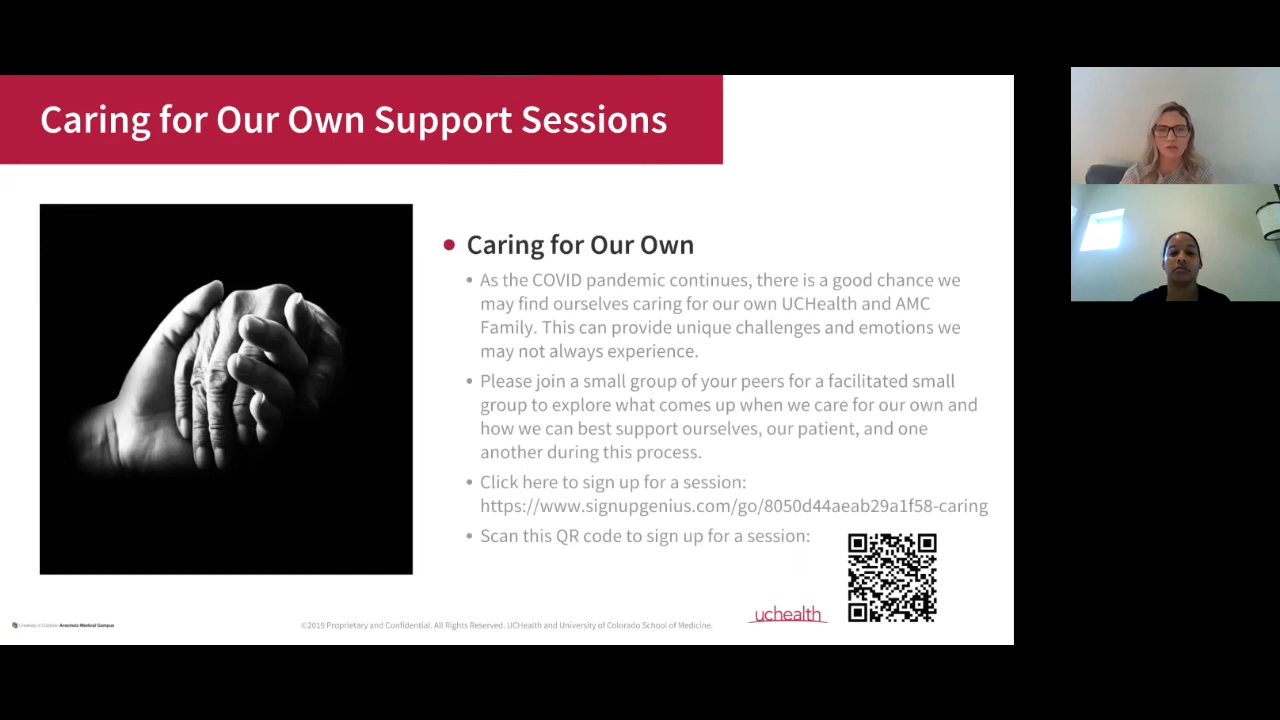 Caring for Our Own Support Sessions
Caring for Our Own
As the COVID pandemic continues, there is a good chance we
may find ourselves caring for our own UCHealth and AMC
Family. This can provide unique challenges and emotions we
may not always experience.
Please join a small group of your peers for a facilitated small
group to explore what comes up when we care for our own and
how we can best support ourselves, our patient, and one
another during this process.
Click here to sign up for a session:
https://www.signupgenius.com/go/8050d44aeab29a1f58-caring
Scan this QR code to sign up for a session:
uchealth
University of Colorado Anschutz Medical Campus
©2019 Proprietary and Confidential. All Rights Reserved. UCHealth and University of Colorado School of Medicine.